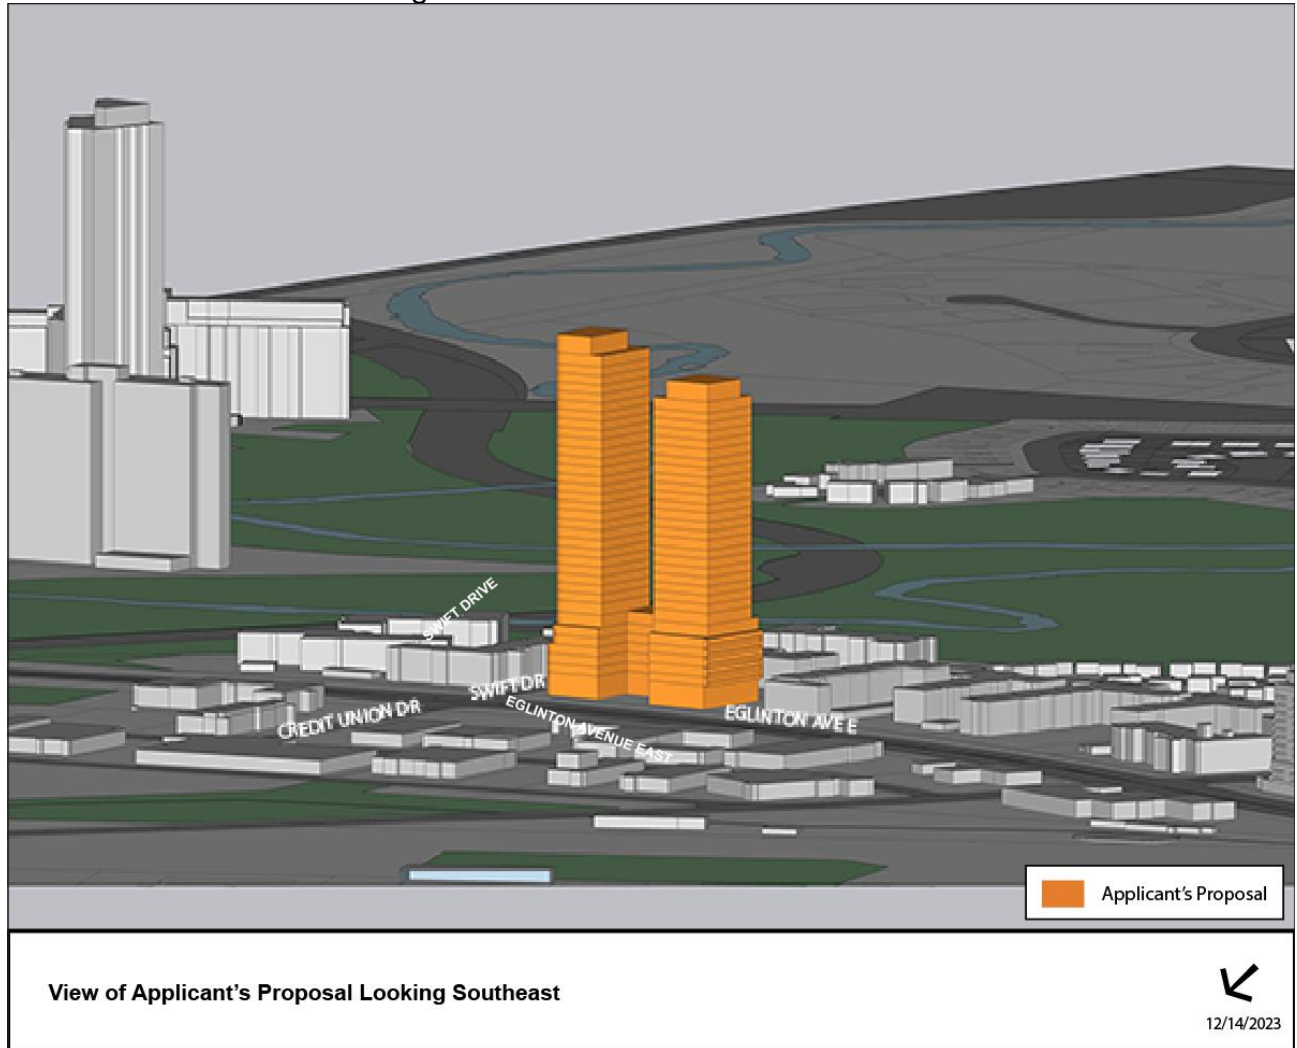 SWIFT DRIVE
SWIFT DR
CREDIT UNION DR
EGLINTON AVENUE EAST
EGLINTON AVE E
Applicant's Proposal
View of Applicant's Proposal Looking Southeast
12/14/2023